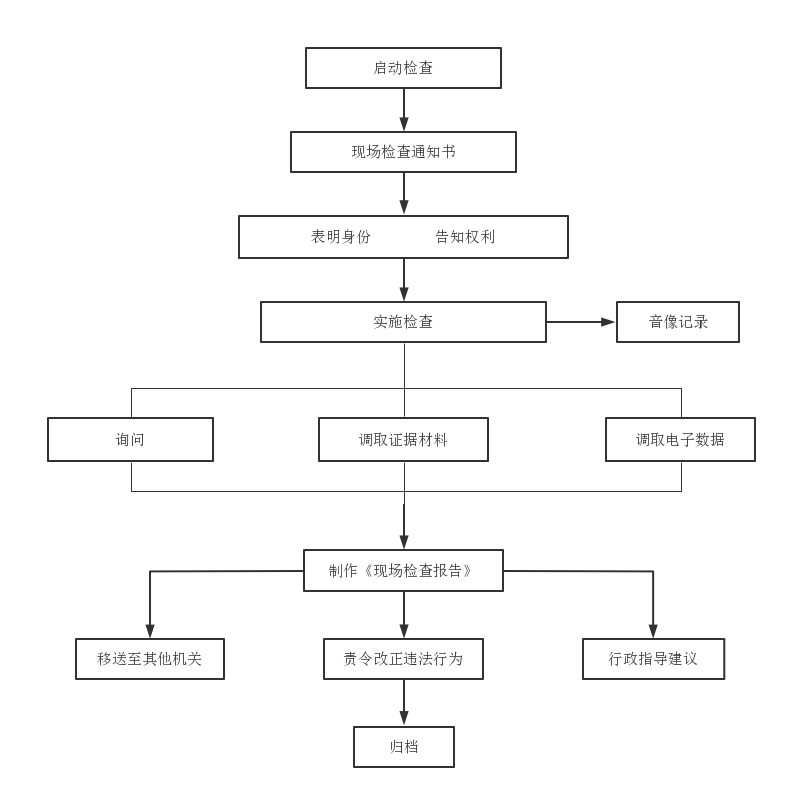 启动检查
现场检查通知书
表明身份 告知权利
实施检查
音像记录
询问
调取证据材料
调取电子数据
制作《现场检查报告》
移送至其他机关
责令改正违法行为
行政指导建议
归档